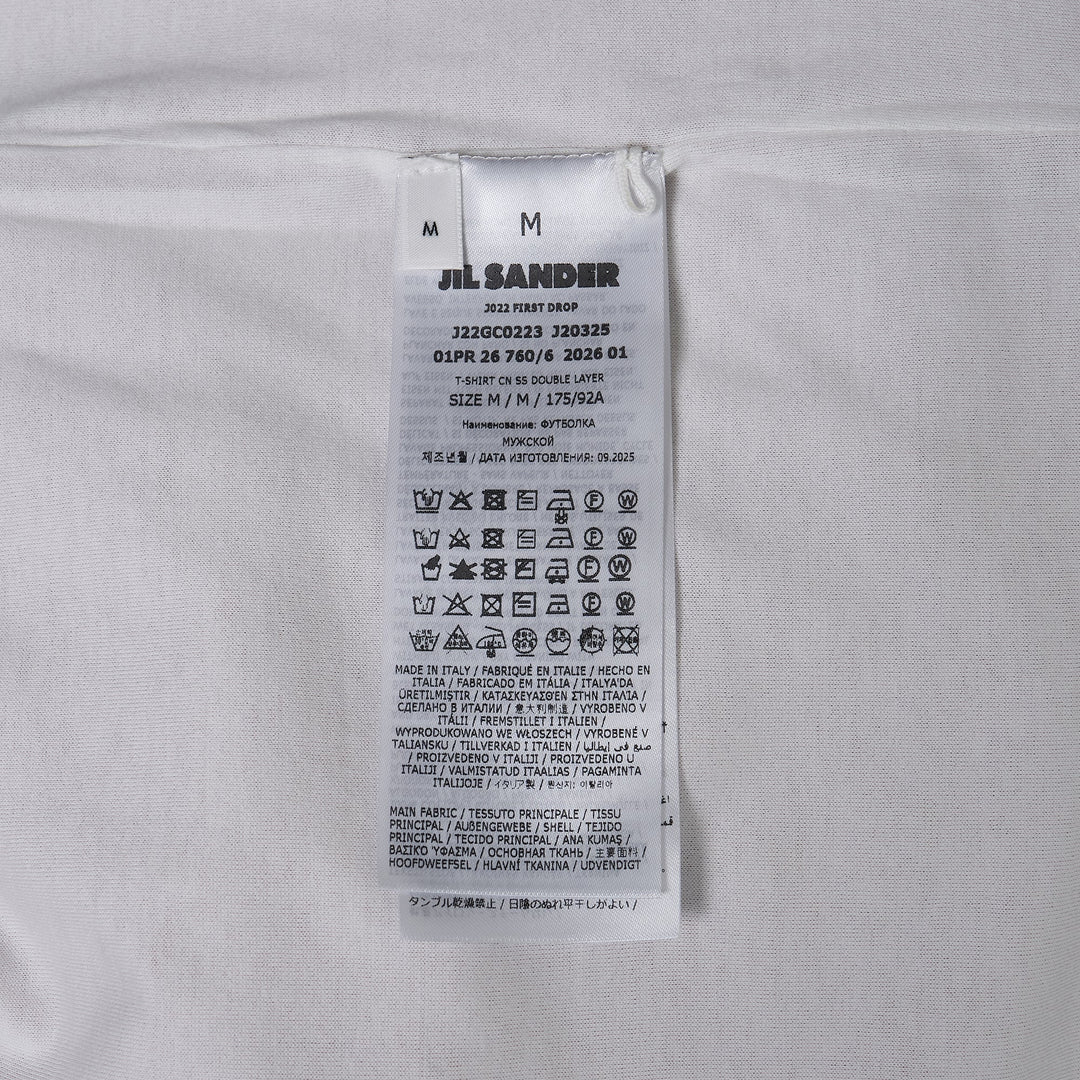 M
M
JIL SANDER
J022 FIRST DROP
J22GC0223 J20325
01PR 26 760/6 2026 01
T-SHIRT CN SS DOUBLE LAYER
SIZE M / M / 175/92A
Наименование: ФУТБОЛКА
МУЖСКОЙ
제조년월 / ДАТА ИЗГОТОВЛЕНИЯ: 09.2025
MADE IN ITALY / FABRIQUÉ EN ITALIE / HECHO EN
ITALIA / FABRICADO EM ITÁLIA / ITALYA'DA
ÜRETILMIŞTIR / ΚΑΤΑΣΚΕΥΑΣΘΈΝ ΣΤΗΝ ΙΤΑΛΊΑ /
СДЕЛАНО В ИТАЛИИ / 意大利制造 / VYROBENO V
ITÁLII / FREMSTILLET I ITALIEN /
WYPRODUKOWANO WE WŁOSZECH / VYROBENÉ V
TALIANSKU / TILLVERKAD I ITALIEN / صنع في إيطاليا
/ PROIZVEDENO V ITALIJI / PROIZVEDENO U
ITALIJI / VALMISTATUD ITAALIAS / PAGAMINTA
ITALIJOJE / イタリア製 / 원산지: 이탈리아
MAIN FABRIC / TESSUTO PRINCIPALE / TISSU
PRINCIPAL / AUßENGEWEBE / SHELL / TEJIDO
PRINCIPAL / TECIDO PRINCIPAL / ANA KUMAŞ /
ΒΑΣΙΚΌ ΎΦΑΣΜΑ / ОСНОВНАЯ ТКАНЬ / 主要面料 /
HOOFDWEEFSEL / HLAVNÍ TKANINA / UDVENDIGT
タンブル乾燥禁止 / 日陰のぬれ平干しがよい /